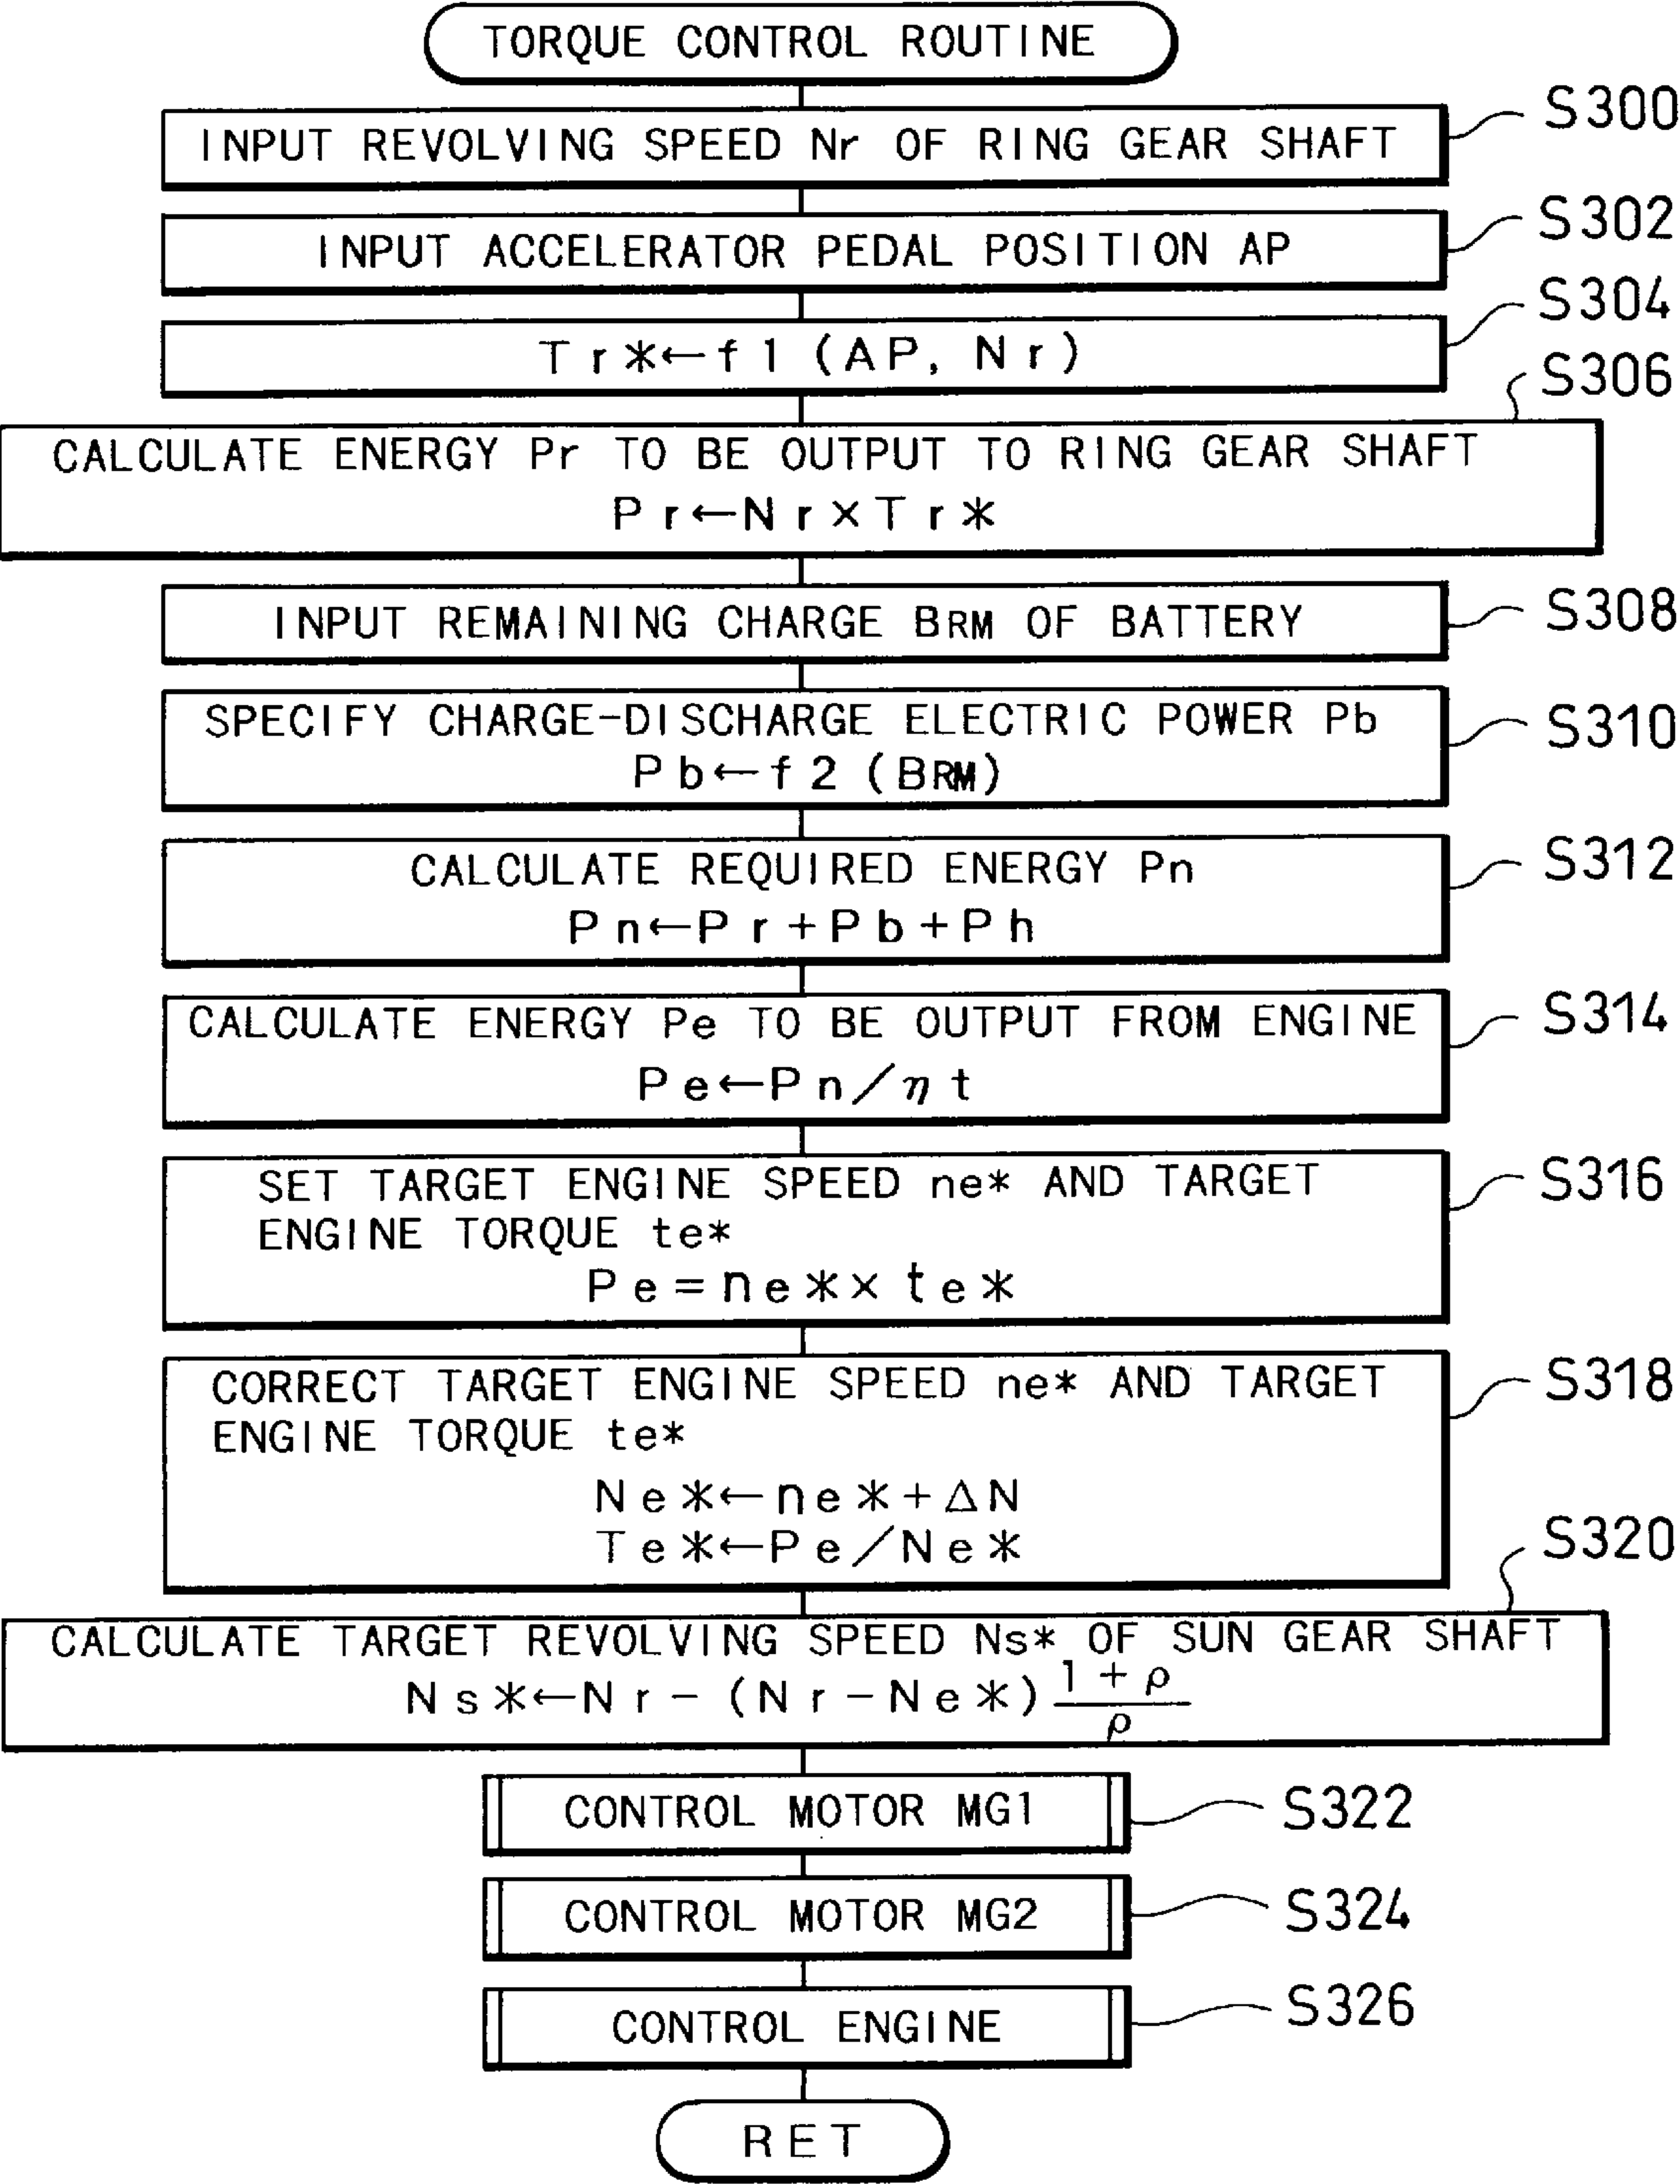 TORQUE CONTROL ROUTINE
S300
INPUT REVOLVING SPEED Nr OF RING GEAR SHAFT
S302
INPUT ACCELERATOR PEDAL POSITION AP
S304
Tr*←f1 (AP, Nr)
S306
CALCULATE ENERGY Pr TO BE OUTPUT TO RING GEAR SHAFT
Pr←Nr×Tr*
S308
INPUT REMAINING CHARGE BRM OF BATTERY
S310
SPECIFY CHARGE-DISCHARGE ELECTRIC POWER Pb
Pb←f2 (BRM)
S312
CALCULATE REQUIRED ENERGY Pn
Pn←Pr+Pb+Ph
S314
CALCULATE ENERGY Pe TO BE OUTPUT FROM ENGINE
Pe←Pn/ηt
S316
SET TARGET ENGINE SPEED ne* AND TARGET
ENGINE TORQUE te*
Pe=ne*×te*
S318
CORRECT TARGET ENGINE SPEED ne* AND TARGET
ENGINE TORQUE te*
Ne*←ne*+ΔN
Te*←Pe/Ne*
S320
CALCULATE TARGET REVOLVING SPEED Ns* OF SUN GEAR SHAFT
Ns*←Nr-(Nr-Ne*) 1+ρ
ρ
CONTROL MOTOR MG1
S322
CONTROL MOTOR MG2
S324
CONTROL ENGINE
S326
RET